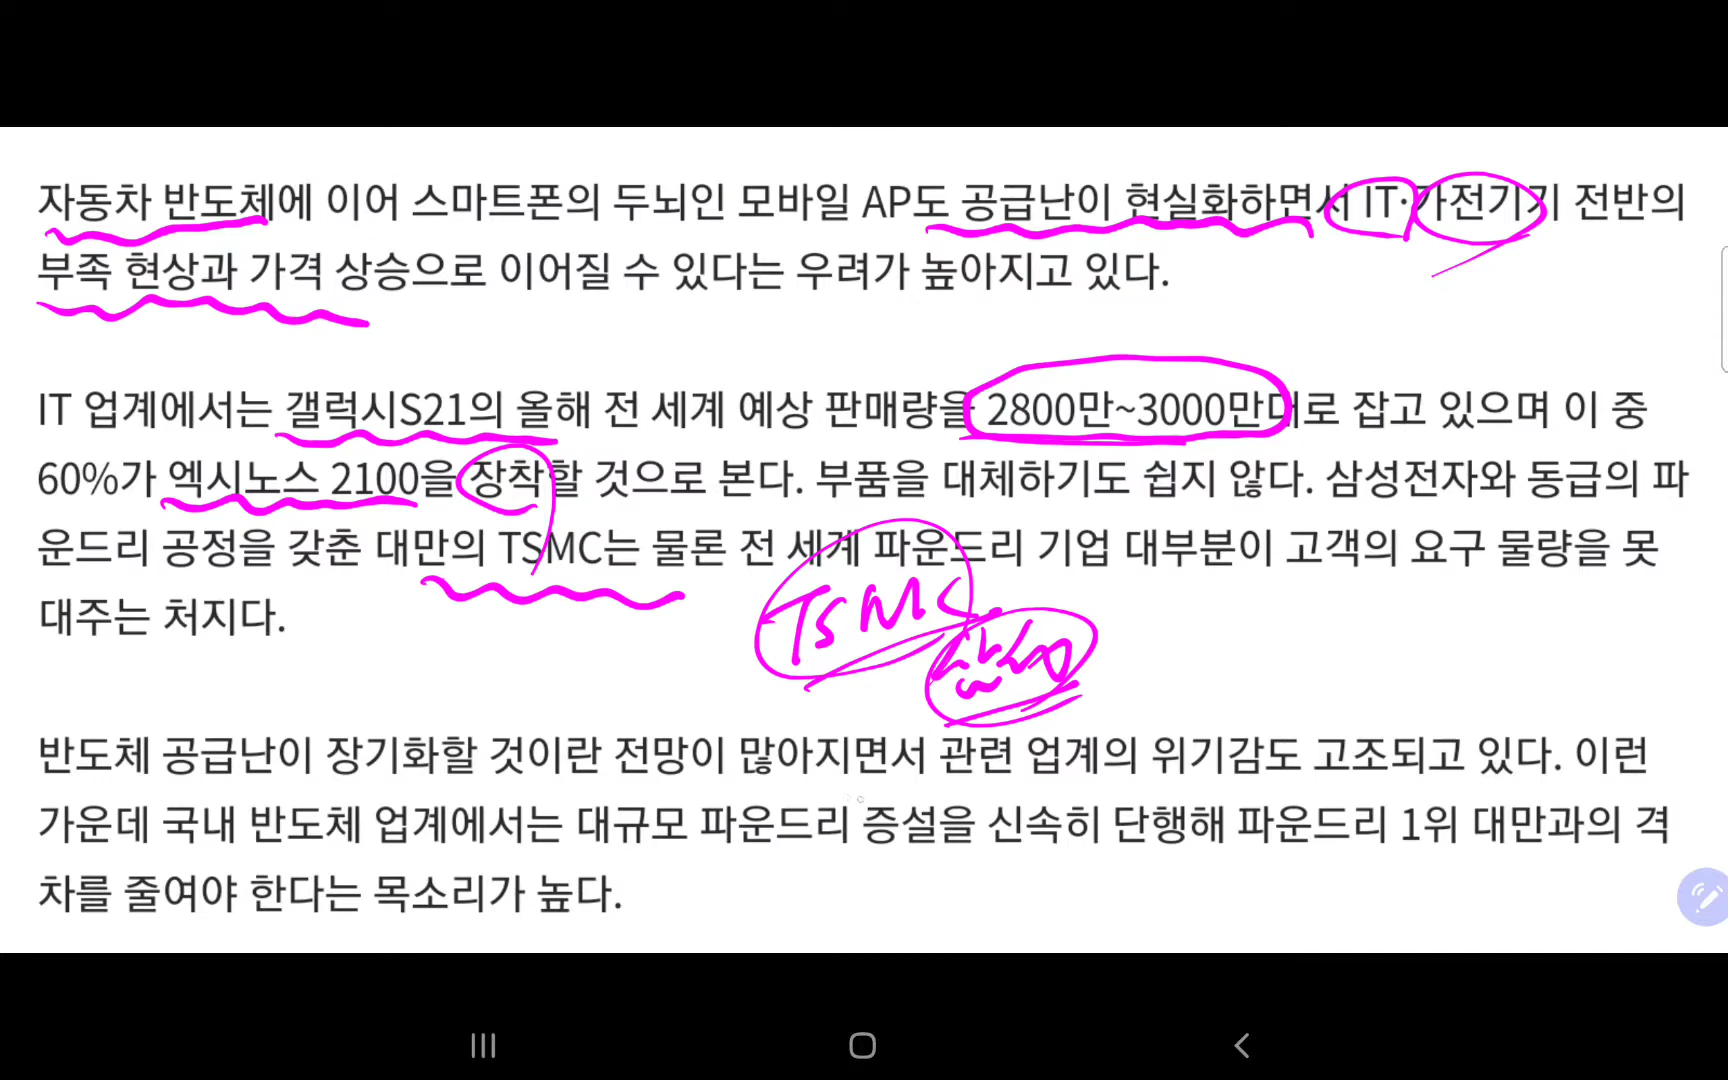 자동차 반도체에 이어 스마트폰의 두뇌인 모바일 AP도 공급난이 현실화하면서 IT·가전기기 전반의
부족 현상과 가격 상승으로 이어질 수 있다는 우려가 높아지고 있다.
IT 업계에서는 갤럭시S21의 올해 전 세계 예상 판매량을 2800만~3000만대로 잡고 있으며 이 중
60%가 엑시노스 2100을 장착할 것으로 본다. 부품을 대체하기도 쉽지 않다. 삼성전자와 동급의 파
운드리 공정을 갖춘 대만의 TSMC는 물론 전 세계 파운드리 기업 대부분이 고객의 요구 물량을 못
대주는 처지다.
TSMC
삼성
반도체 공급난이 장기화할 것이란 전망이 많아지면서 관련 업계의 위기감도 고조되고 있다. 이런
가운데 국내 반도체 업계에서는 대규모 파운드리 증설을 신속히 단행해 파운드리 1위 대만과의 격
차를 줄여야 한다는 목소리가 높다.